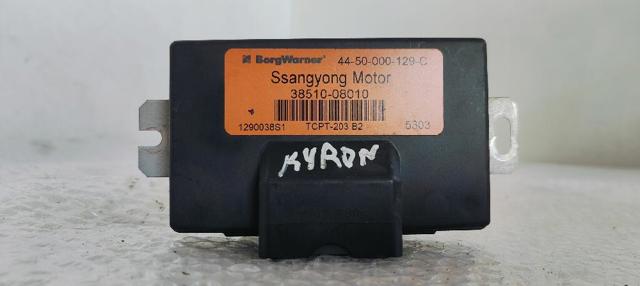 BorgWarner 44-50-000-129-C
Ssangyong Motor
38510-08010
1290038S1 TCPT-203 B2 5303
KYRON